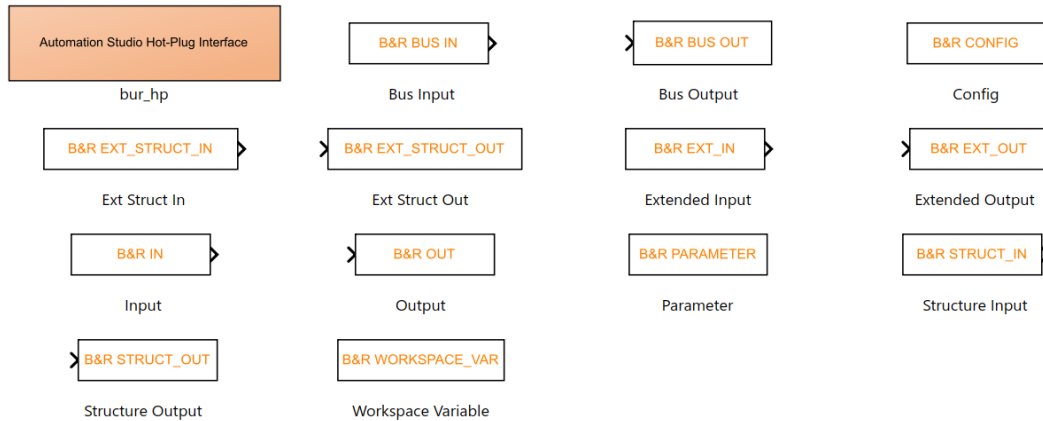 Automation Studio Hot-Plug Interface
B&R BUS IN
B&R BUS OUT
B&R CONFIG
bur_hp
Bus Input
Bus Output
Config
B&R EXT_STRUCT_IN
B&R EXT_STRUCT_OUT
B&R EXT_IN
B&R EXT_OUT
Ext Struct In
Ext Struct Out
Extended Input
Extended Output
B&R IN
B&R OUT
B&R PARAMETER
B&R STRUCT_IN
Input
Output
Parameter
Structure Input
B&R STRUCT_OUT
B&R WORKSPACE_VAR
Structure Output
Workspace Variable